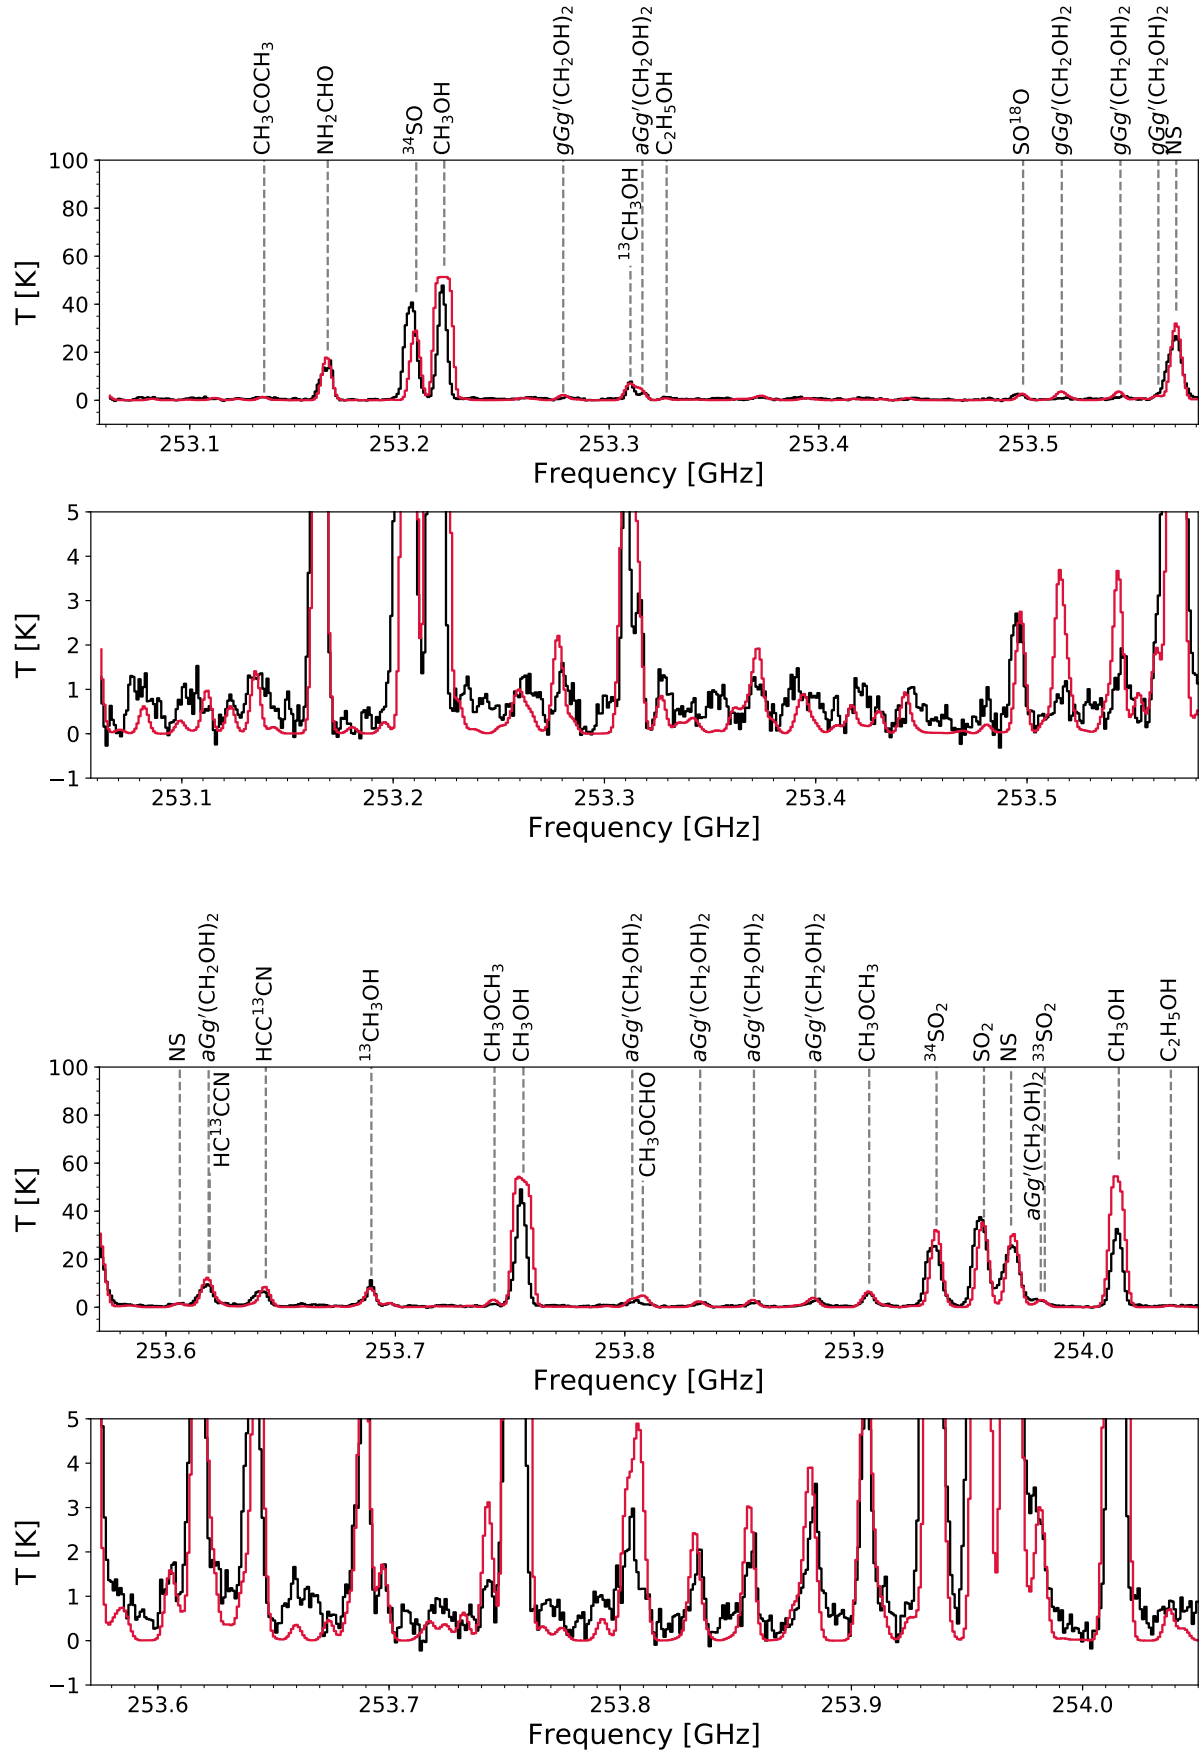 CH₃COCH₃
NH₂CHO
³⁴SO
CH₃OH
gGg′(CH₂OH)₂
¹³CH₃OH
aGg′(CH₂OH)₂
C₂H₅OH
SO¹⁸O
gGg′(CH₂OH)₂
gGg′(CH₂OH)₂
gGg′(CH₂OH)₂
NS
T [K]
100
80
60
40
20
0
253.1 253.2 253.3 253.4 253.5
Frequency [GHz]
T [K]
5
4
3
2
1
0
−1
253.1 253.2 253.3 253.4 253.5
Frequency [GHz]
NS
aGg′(CH₂OH)₂
HC¹³CCN
HCC¹³CN
¹³CH₃OH
CH₃OCH₃
CH₃OH
aGg′(CH₂OH)₂
CH₃OCHO
aGg′(CH₂OH)₂
aGg′(CH₂OH)₂
aGg′(CH₂OH)₂
CH₃OCH₃
³⁴SO₂
SO₂
NS
aGg′(CH₂OH)₂
³³SO₂
CH₃OH
C₂H₅OH
T [K]
100
80
60
40
20
0
253.6 253.7 253.8 253.9 254.0
Frequency [GHz]
T [K]
5
4
3
2
1
0
−1
253.6 253.7 253.8 253.9 254.0
Frequency [GHz]